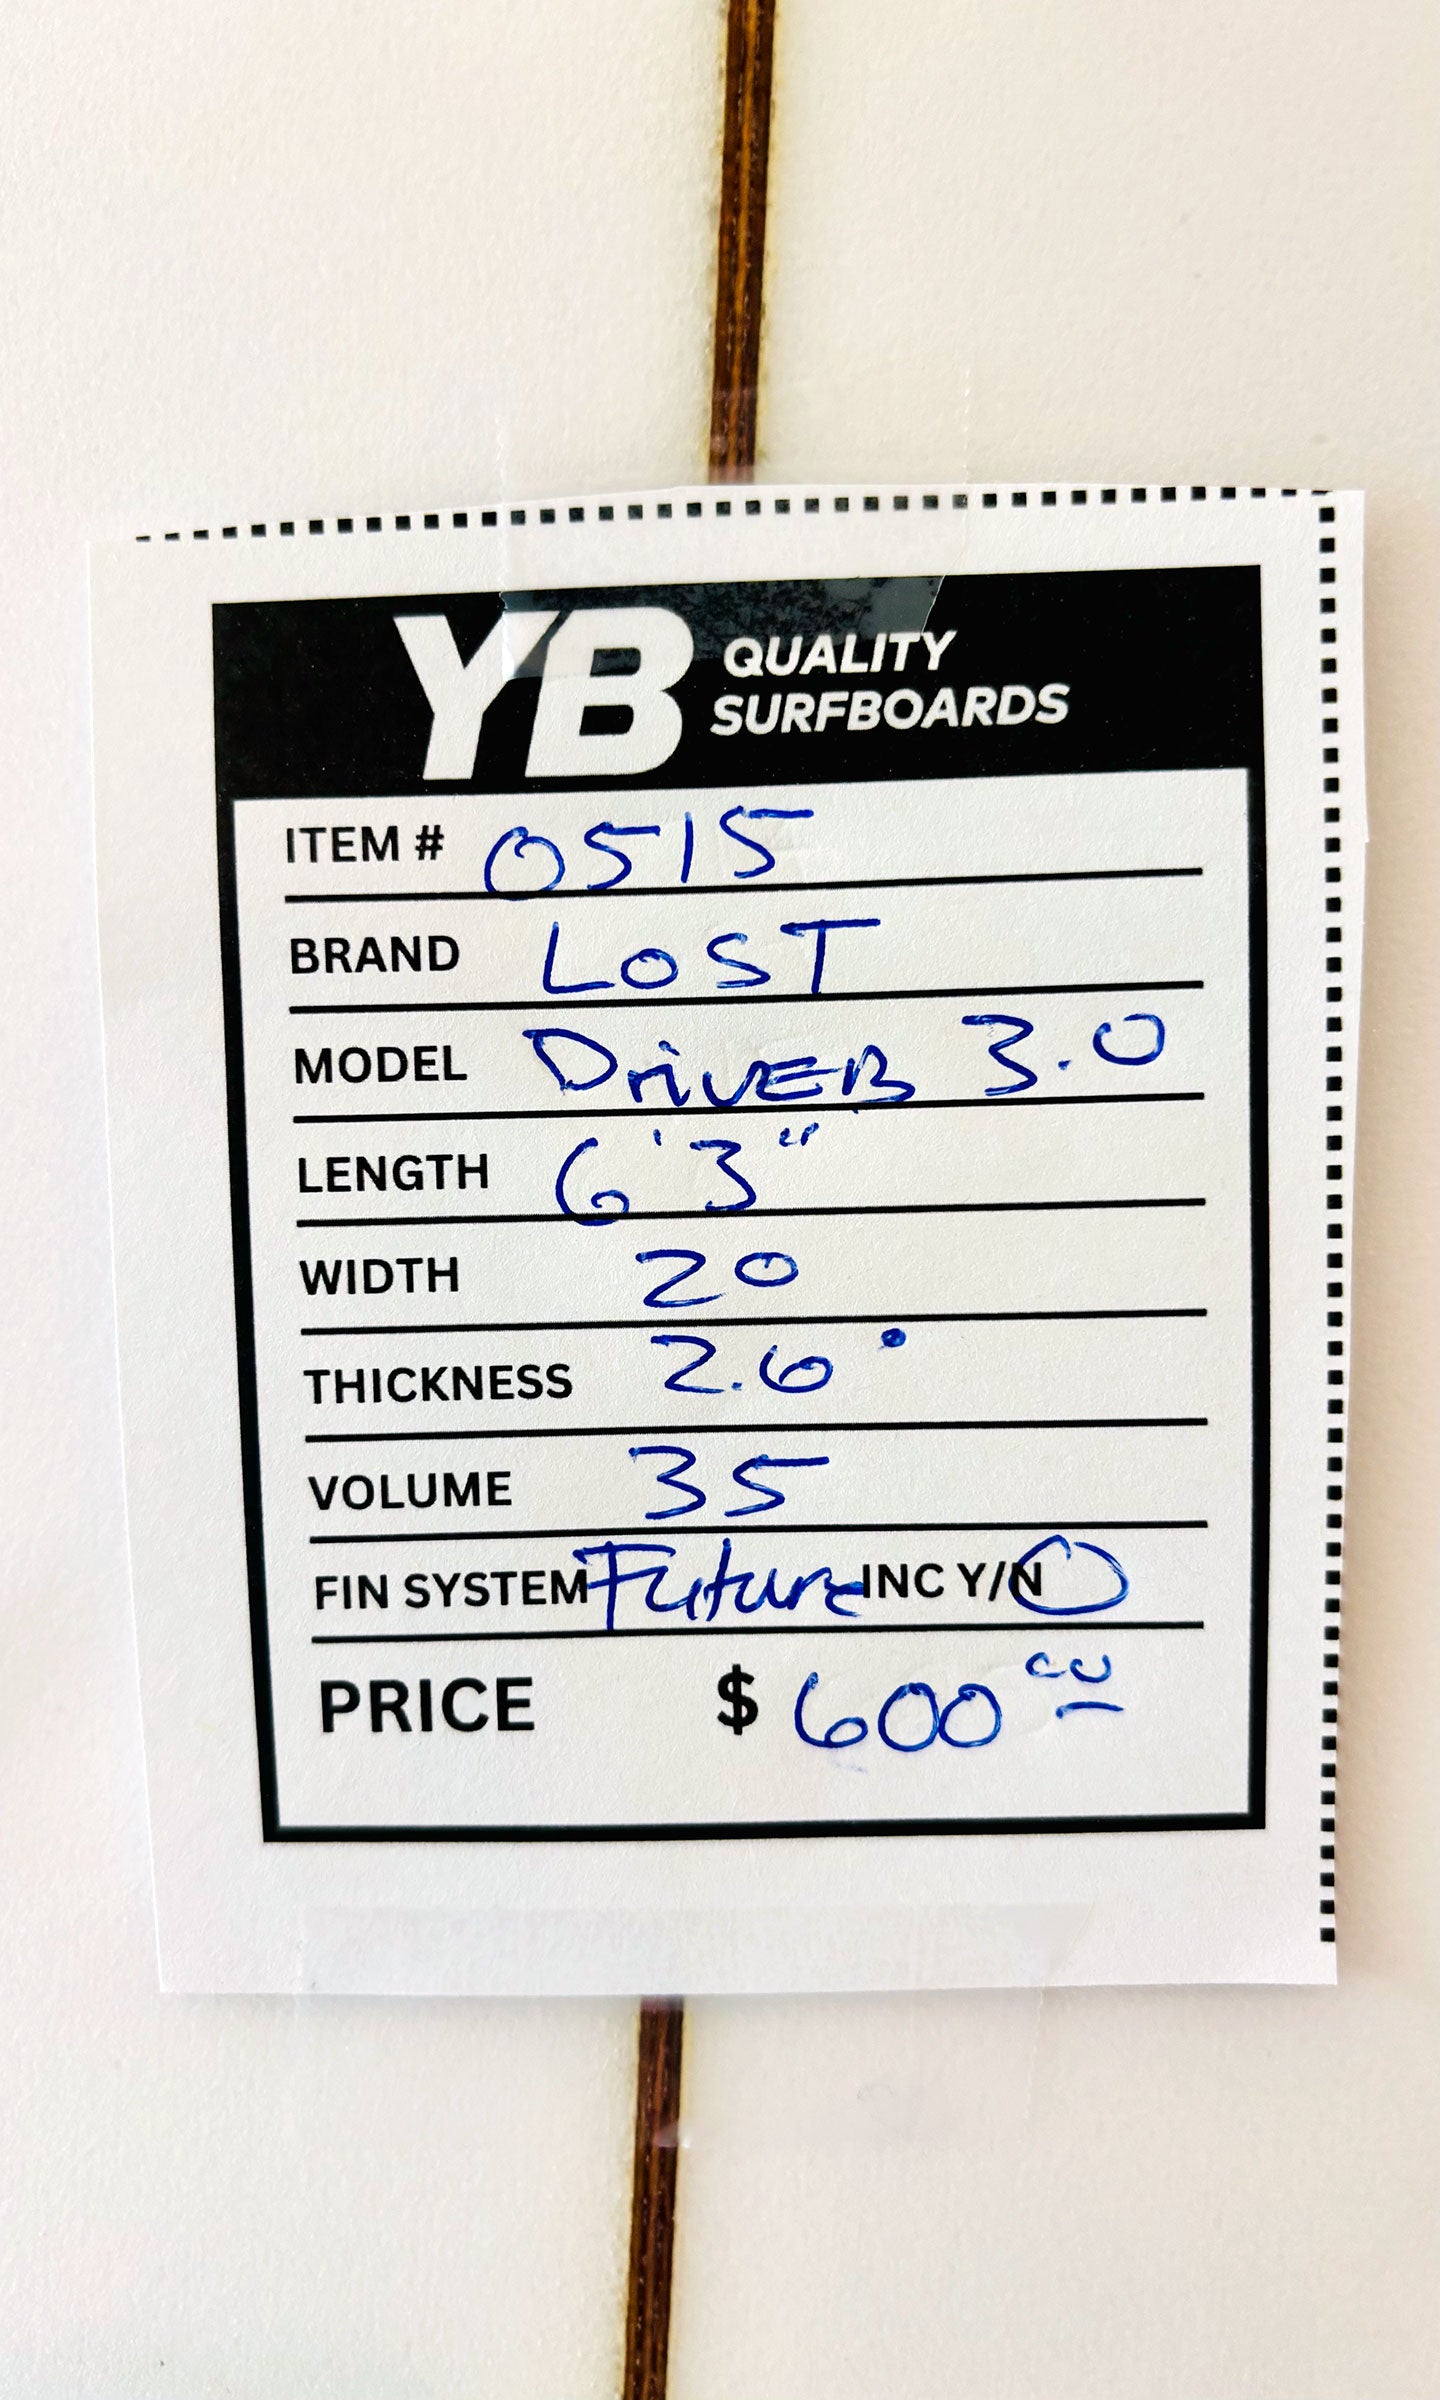 YB QUALITY
SURFBOARDS
ITEM # 0515
BRAND LOST
MODEL DriVER 3.0
LENGTH 6'3"
WIDTH 20
THICKNESS 2.6
VOLUME 35
FIN SYSTEM Future INC Y/N
PRICE $ 600 00